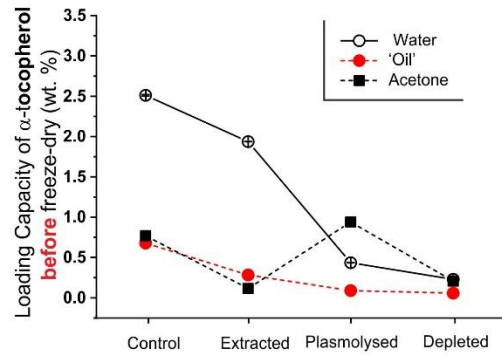 Loading Capacity of α-tocopherol
before freeze-dry (wt. %)
3.5
3.0
2.5
2.0
1.5
1.0
0.5
0.0
Water
'Oil'
Acetone
Control Extracted Plasmolysed Depleted